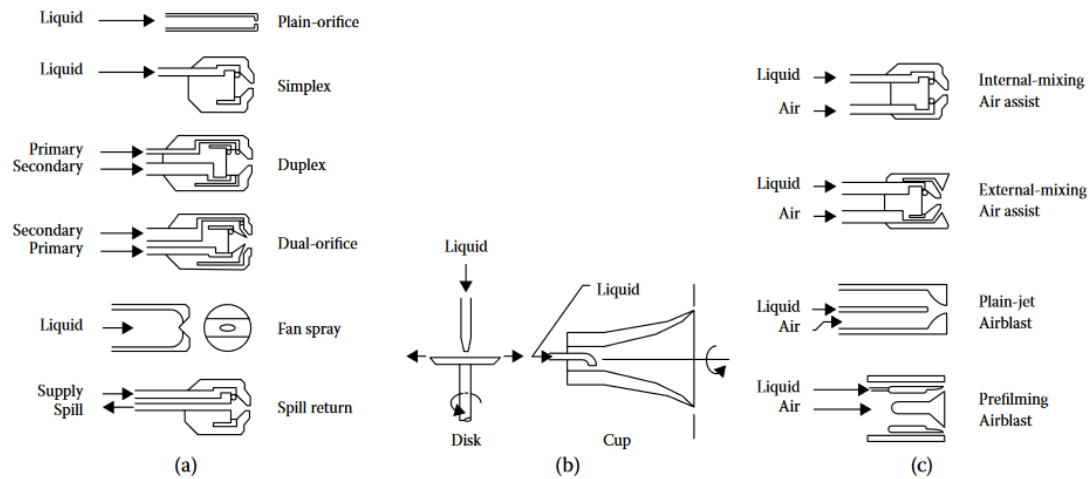 Liquid
Plain-orifice
Liquid
Simplex
Primary
Secondary
Duplex
Secondary
Primary
Dual-orifice
Liquid
Fan spray
Supply
Spill
Spill return
(a)
Liquid
Liquid
Disk
Cup
(b)
Liquid
Air
Internal-mixing
Air assist
Liquid
Air
External-mixing
Air assist
Liquid
Air
Plain-jet
Airblast
Liquid
Air
Prefilming
Airblast
(c)